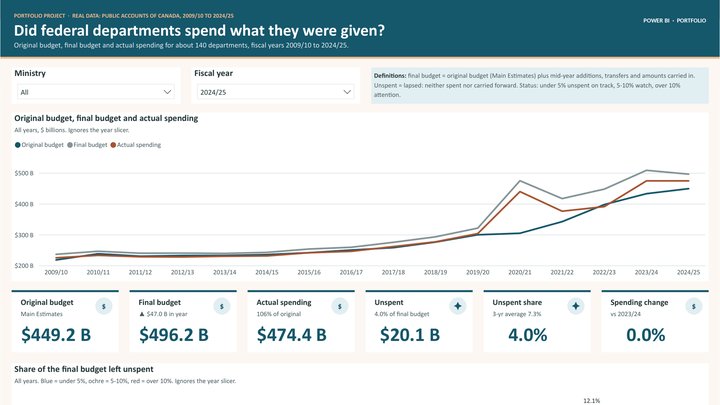 PORTFOLIO PROJECT · REAL DATA: PUBLIC ACCOUNTS OF CANADA, 2009/10 TO 2024/25
Did federal departments spend what they were given?
Original budget, final budget and actual spending for about 140 departments, fiscal years 2009/10 to 2024/25.
POWER BI · PORTFOLIO
Ministry
All
Fiscal year
2024/25
Definitions: final budget = original budget (Main Estimates) plus mid-year additions, transfers and amounts carried in.
Unspent = lapsed: neither spent nor carried forward. Status: under 5% unspent on track, 5-10% watch, over 10%
attention.
Original budget, final budget and actual spending
All years, $ billions. Ignores the year slicer.
Original budget Final budget Actual spending
$500 B
$400 B
$300 B
$200 B
2009/10 2010/11 2011/12 2012/13 2013/14 2014/15 2015/16 2016/17 2017/18 2018/19 2019/20 2020/21 2021/22 2022/23 2023/24 2024/25
Original budget
Main Estimates
$
$449.2 B
Final budget
▲ $47.0 B in year
$
$496.2 B
Actual spending
106% of original
$
$474.4 B
Unspent
4.0% of final budget
$20.1 B
Unspent share
3-yr average 7.3%
4.0%
Spending change
vs 2023/24
$
0.0%
Share of the final budget left unspent
All years. Blue = under 5%, ochre = 5-10%, red = over 10%. Ignores the year slicer.
12.1%